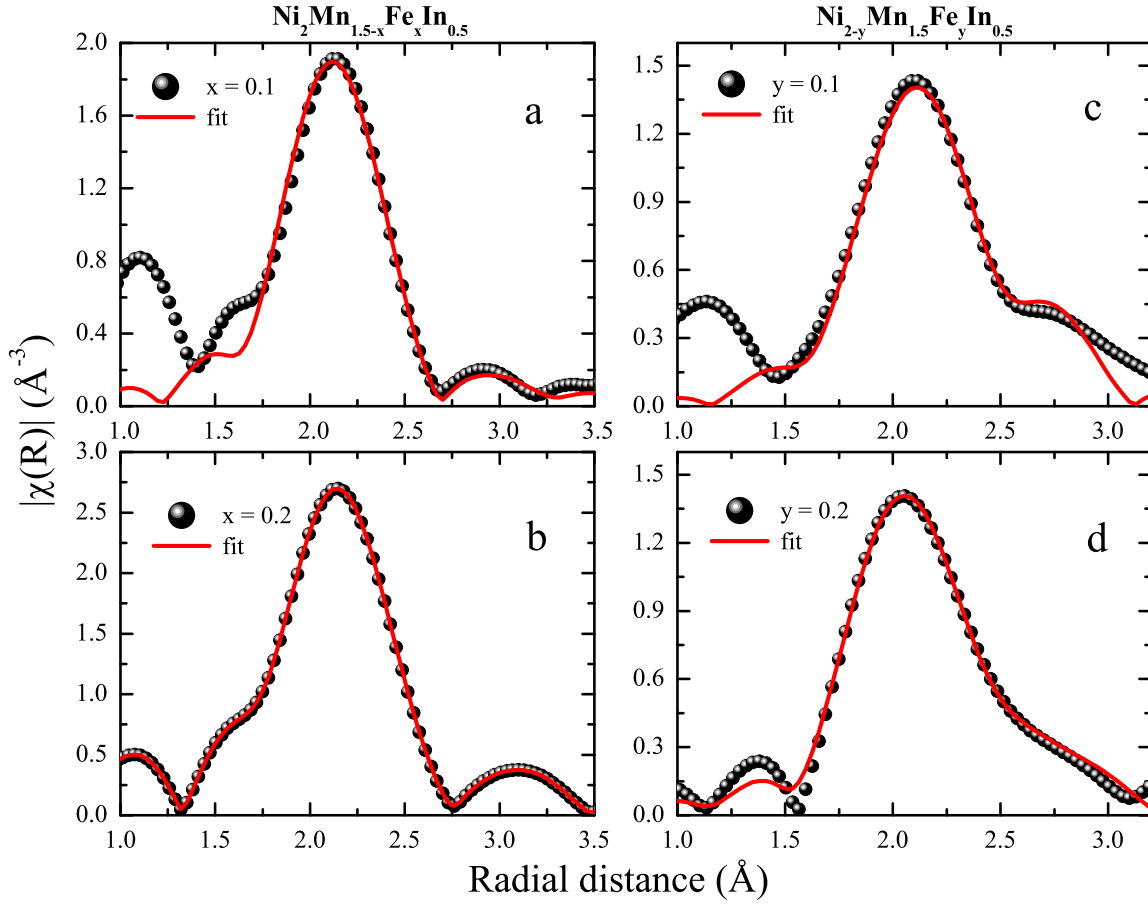 Ni₂Mn₁.₅₋ₓFeₓIn₀.₅
Ni₂₋yMn₁.₅FeyIn₀.₅
|χ(R)| (Å⁻³)
2.0
1.6
1.2
0.8
0.4
0.0
x = 0.1
fit
a
1.0 1.5 2.0 2.5 3.0 3.5
1.5
1.2
0.9
0.6
0.3
0.0
y = 0.1
fit
c
1.0 1.5 2.0 2.5 3.0
3.0
2.5
2.0
1.5
1.0
0.5
0.0
x = 0.2
fit
b
1.0 1.5 2.0 2.5 3.0 3.5
1.5
1.2
0.9
0.6
0.3
0.0
y = 0.2
fit
d
1.0 1.5 2.0 2.5 3.0
Radial distance (Å)